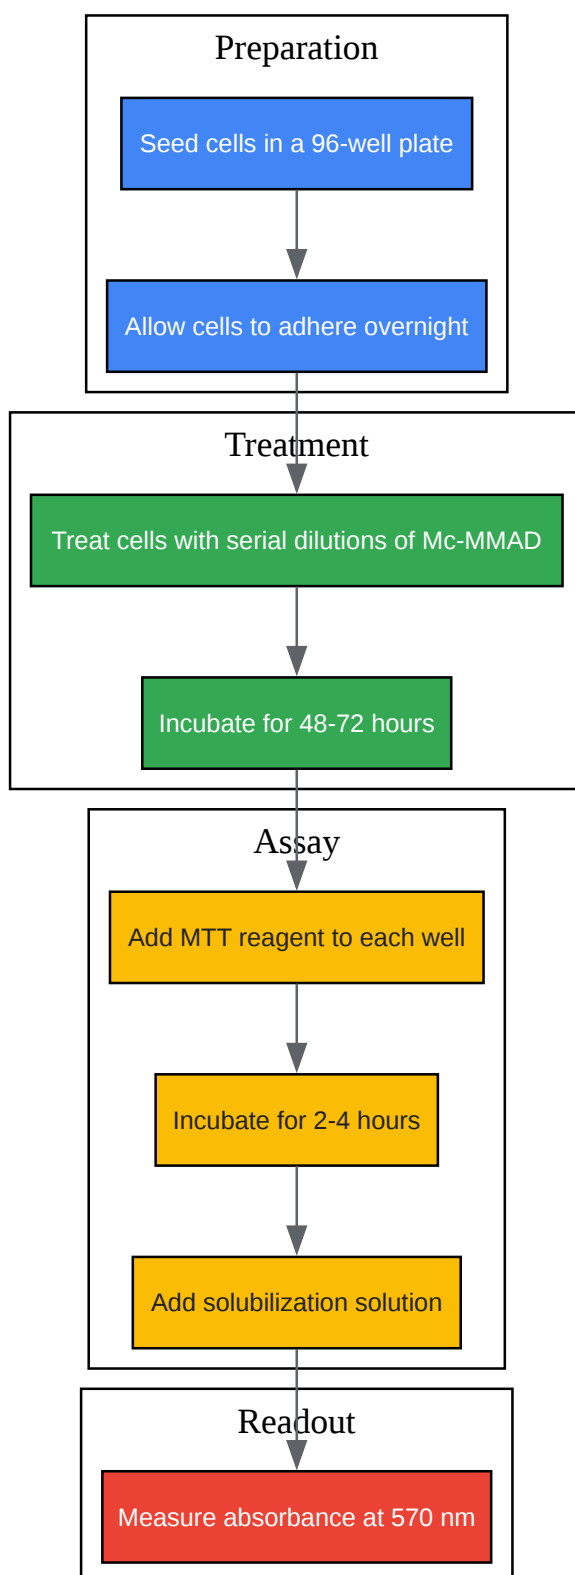 Preparation
Seed cells in a 96-well plate
Allow cells to adhere overnight
Treatment
Treat cells with serial dilutions of Mc-MMAD
Incubate for 48-72 hours
Assay
Add MTT reagent to each well
Incubate for 2-4 hours
Add solubilization solution
Readout
Measure absorbance at 570 nm